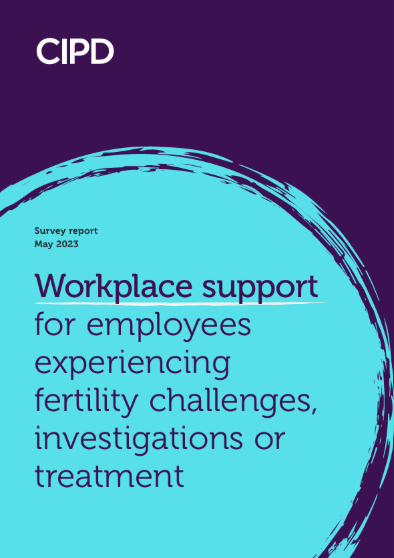 CIPD
Survey report
May 2023
Workplace support
for employees
experiencing
fertility challenges,
investigations or
treatment